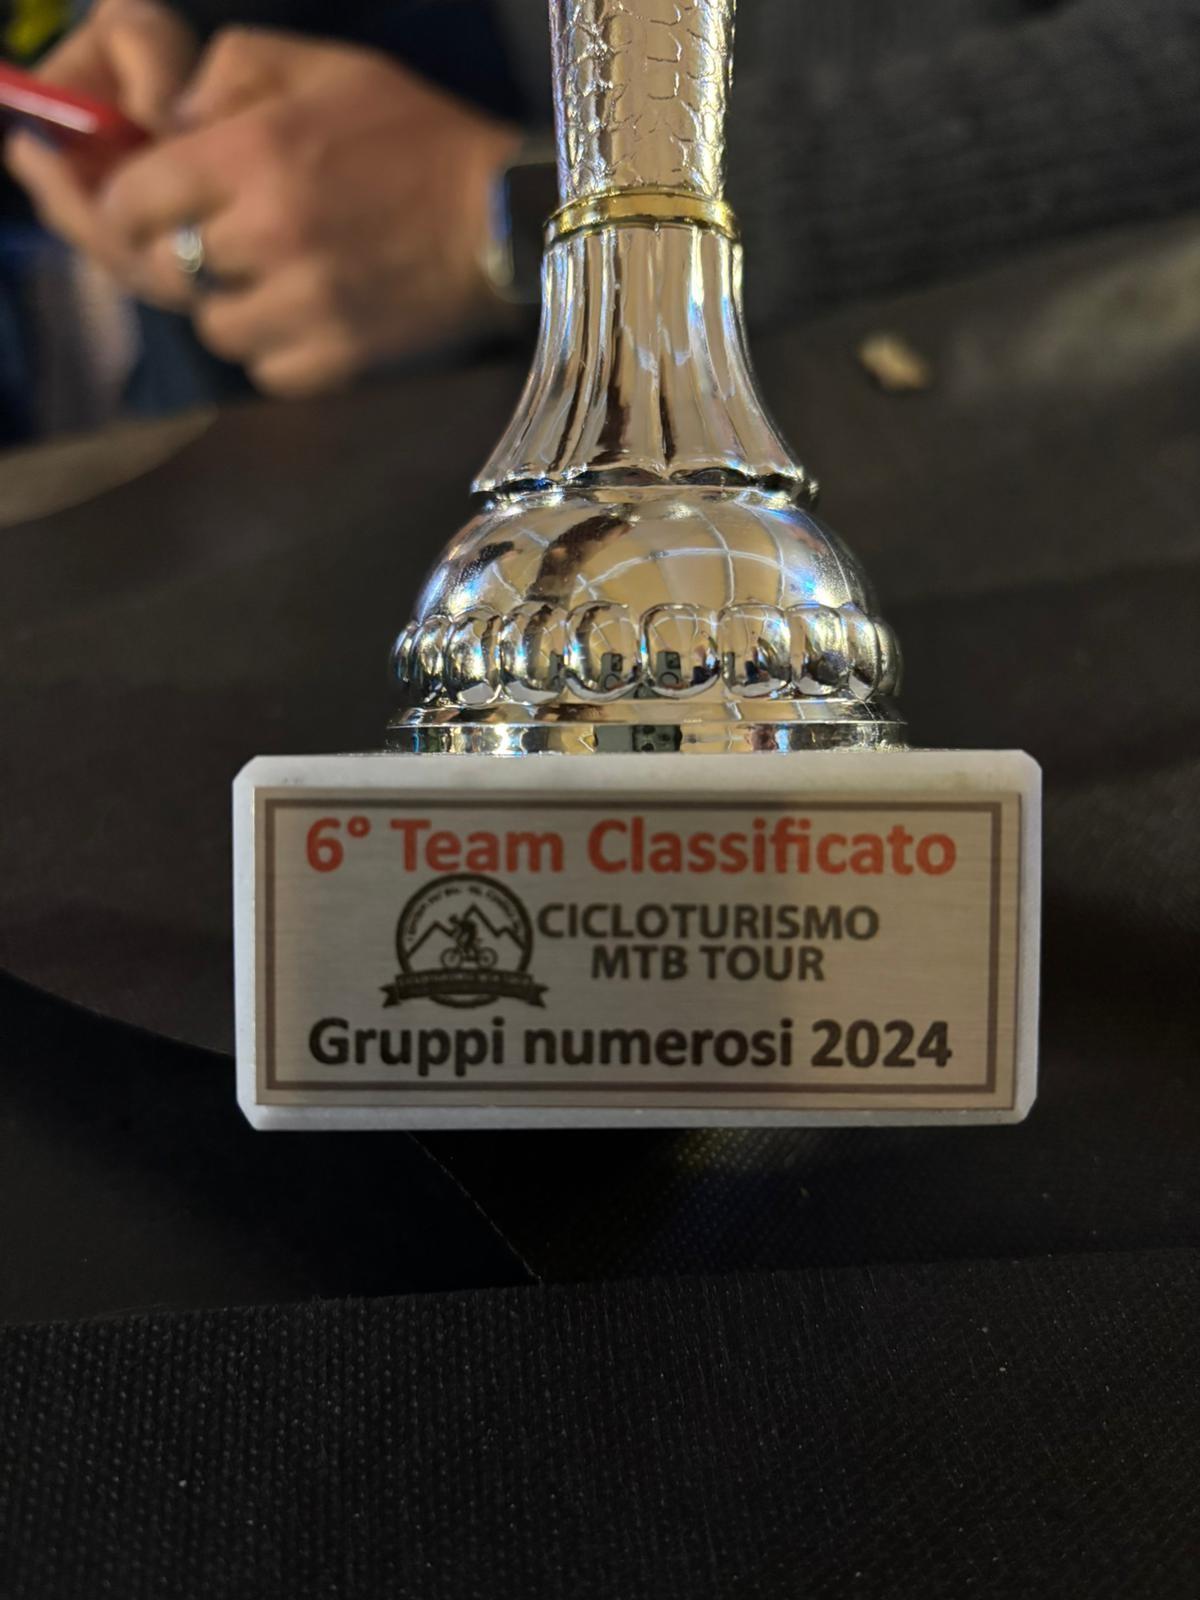 6° Team Classificato
CICLOTURISMO
MTB TOUR
Gruppi numerosi 2024